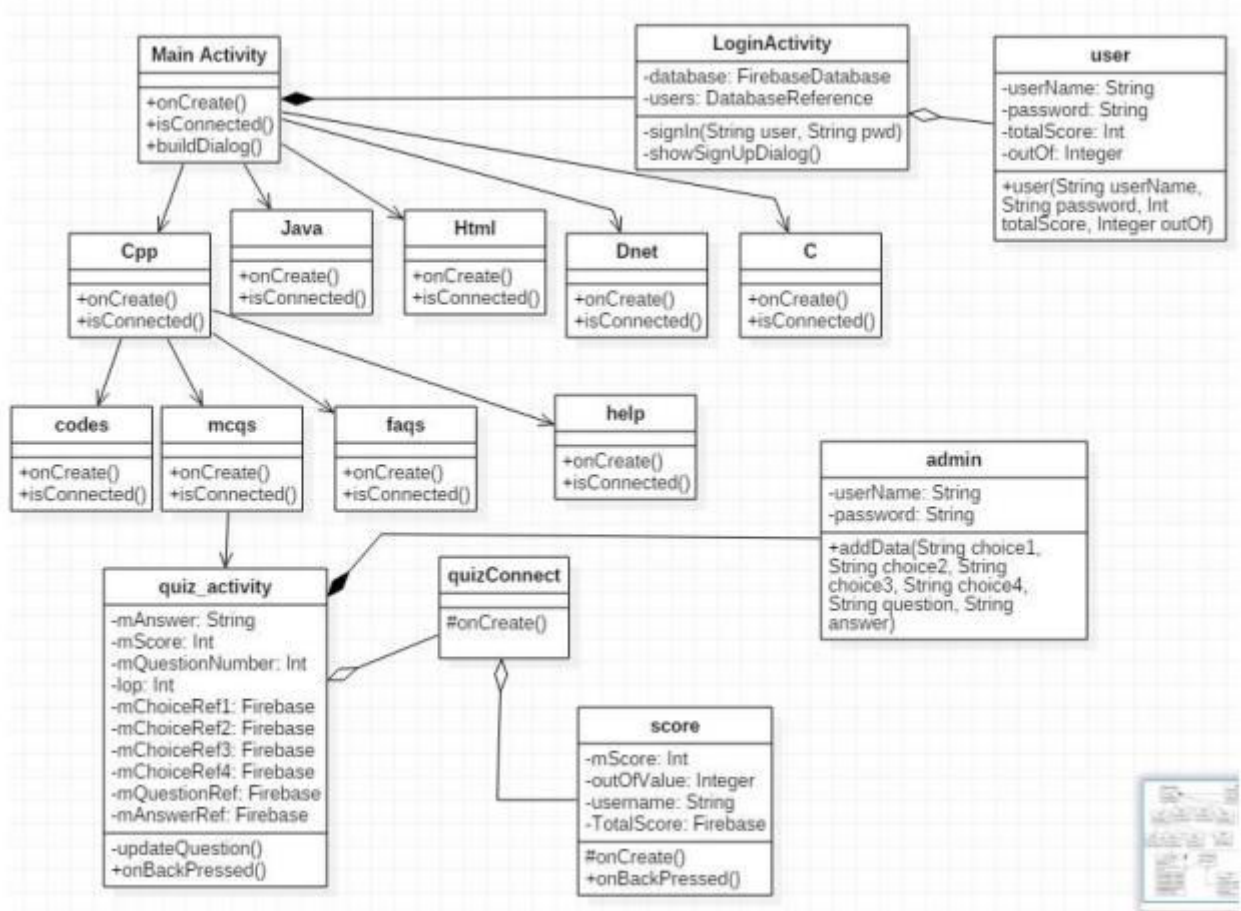 Main Activity
+onCreate()
+isConnected()
+buildDialog()
LoginActivity
-database: FirebaseDatabase
-users: DatabaseReference
-signIn(String user, String pwd)
-showSignUpDialog()
user
-userName: String
-password: String
-totalScore: Int
-outOf: Integer
+user(String userName,
String password, Int
totalScore, Integer outOf)
Cpp
+onCreate()
+isConnected()
Java
+onCreate()
+isConnected()
Html
+onCreate()
+isConnected()
Dnet
+onCreate()
+isConnected()
C
+onCreate()
+isConnected()
codes
+onCreate()
+isConnected()
mcqs
+onCreate()
+isConnected()
faqs
+onCreate()
+isConnected()
help
+onCreate()
+isConnected()
admin
-userName: String
-password: String
+addData(String choice1,
String choice2, String
choice3, String choice4,
String question, String
answer)
quiz_activity
-mAnswer: String
-mScore: Int
-mQuestionNumber: Int
-lop: Int
-mChoiceRef1: Firebase
-mChoiceRef2: Firebase
-mChoiceRef3: Firebase
-mChoiceRef4: Firebase
-mQuestionRef: Firebase
-mAnswerRef: Firebase
-updateQuestion()
+onBackPressed()
quizConnect
#onCreate()
score
-mScore: Int
-outOfValue: Integer
-username: String
-TotalScore: Firebase
#onCreate()
+onBackPressed()